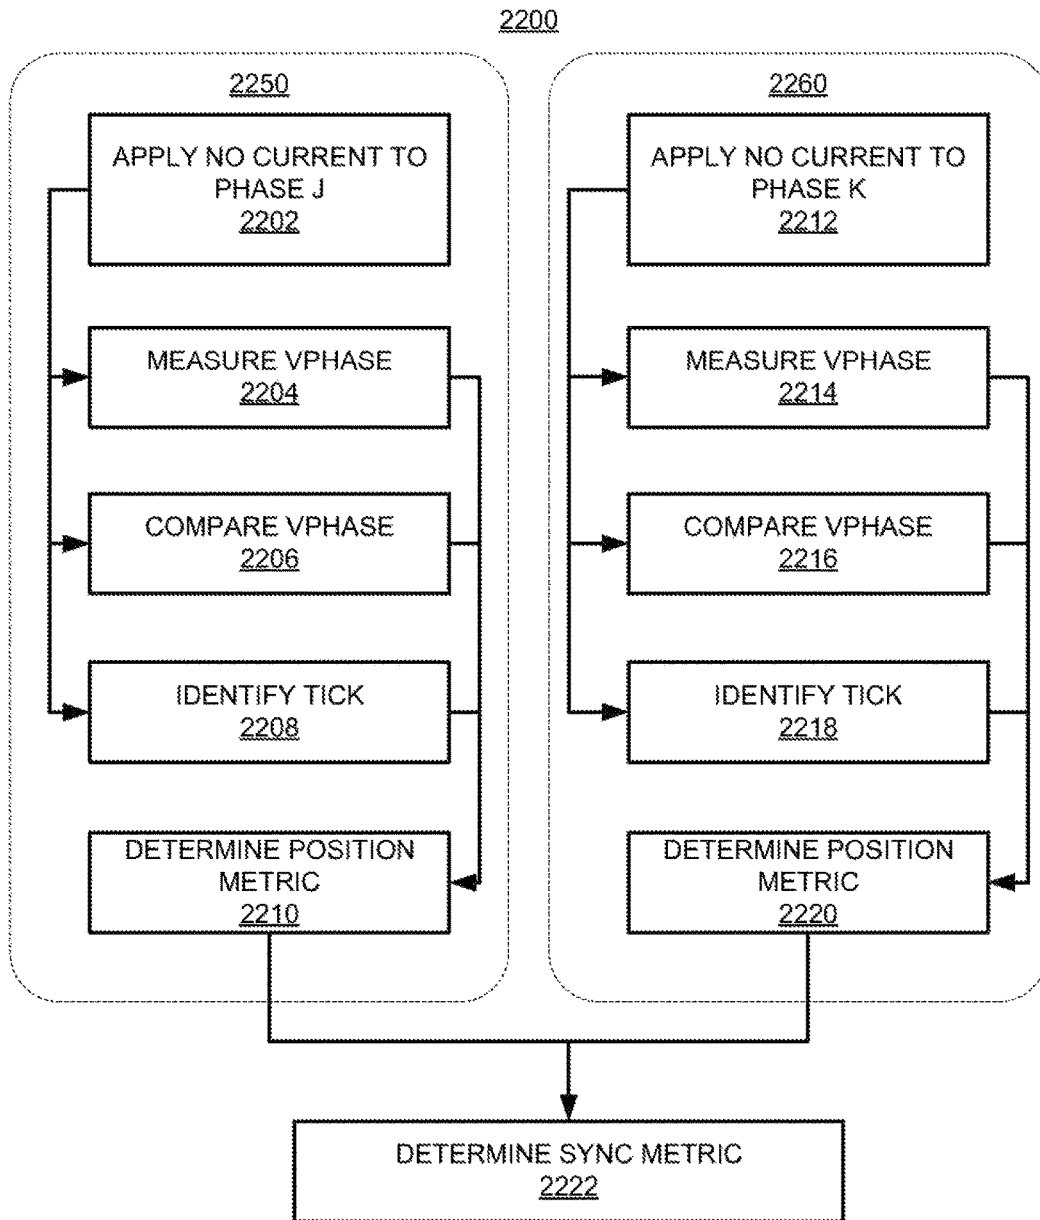 2200
2250
APPLY NO CURRENT TO
PHASE J
2202
MEASURE VPHASE
2204
COMPARE VPHASE
2206
IDENTIFY TICK
2208
DETERMINE POSITION
METRIC
2210
2260
APPLY NO CURRENT TO
PHASE K
2212
MEASURE VPHASE
2214
COMPARE VPHASE
2216
IDENTIFY TICK
2218
DETERMINE POSITION
METRIC
2220
DETERMINE SYNC METRIC
2222